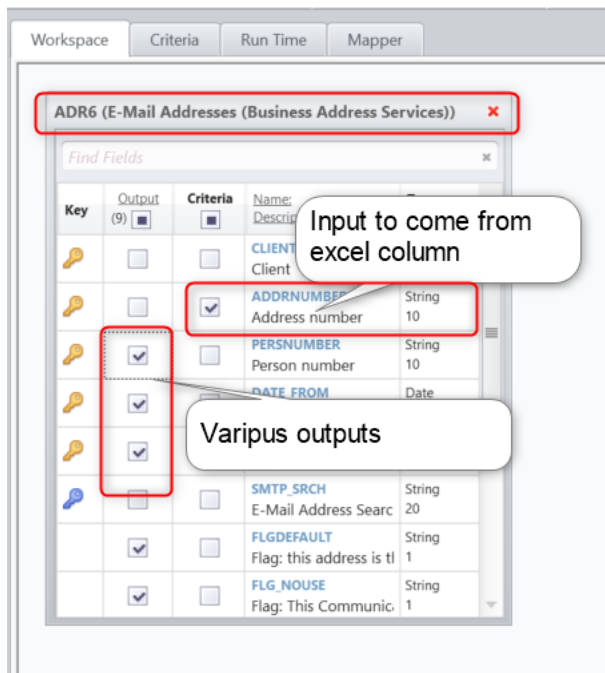 Workspace Criteria Run Time Mapper
ADR6 (E-Mail Addresses (Business Address Services))
Find Fields
Key Output (9) Criteria Name: Descrip
Input to come from
excel column
CLIENT
Client
ADDRNUMBER String
Address number 10
PERSNUMBER String
Person number 10
DATE_FROM Date
Varipus outputs
SMTP_SRCH String
E-Mail Address Searc 20
FLGDEFAULT String
Flag: this address is tl 1
FLG_NOUSE String
Flag: This Communic 1